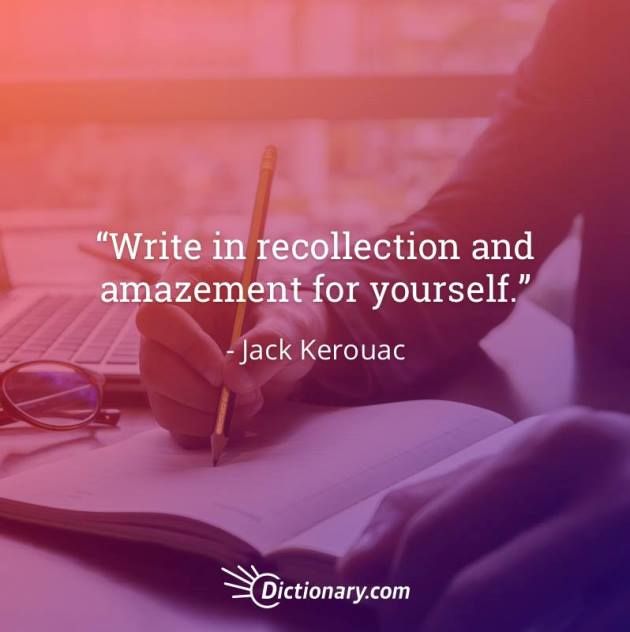 “Write in recollection and
amazement for yourself.”
- Jack Kerouac
Dictionary.com